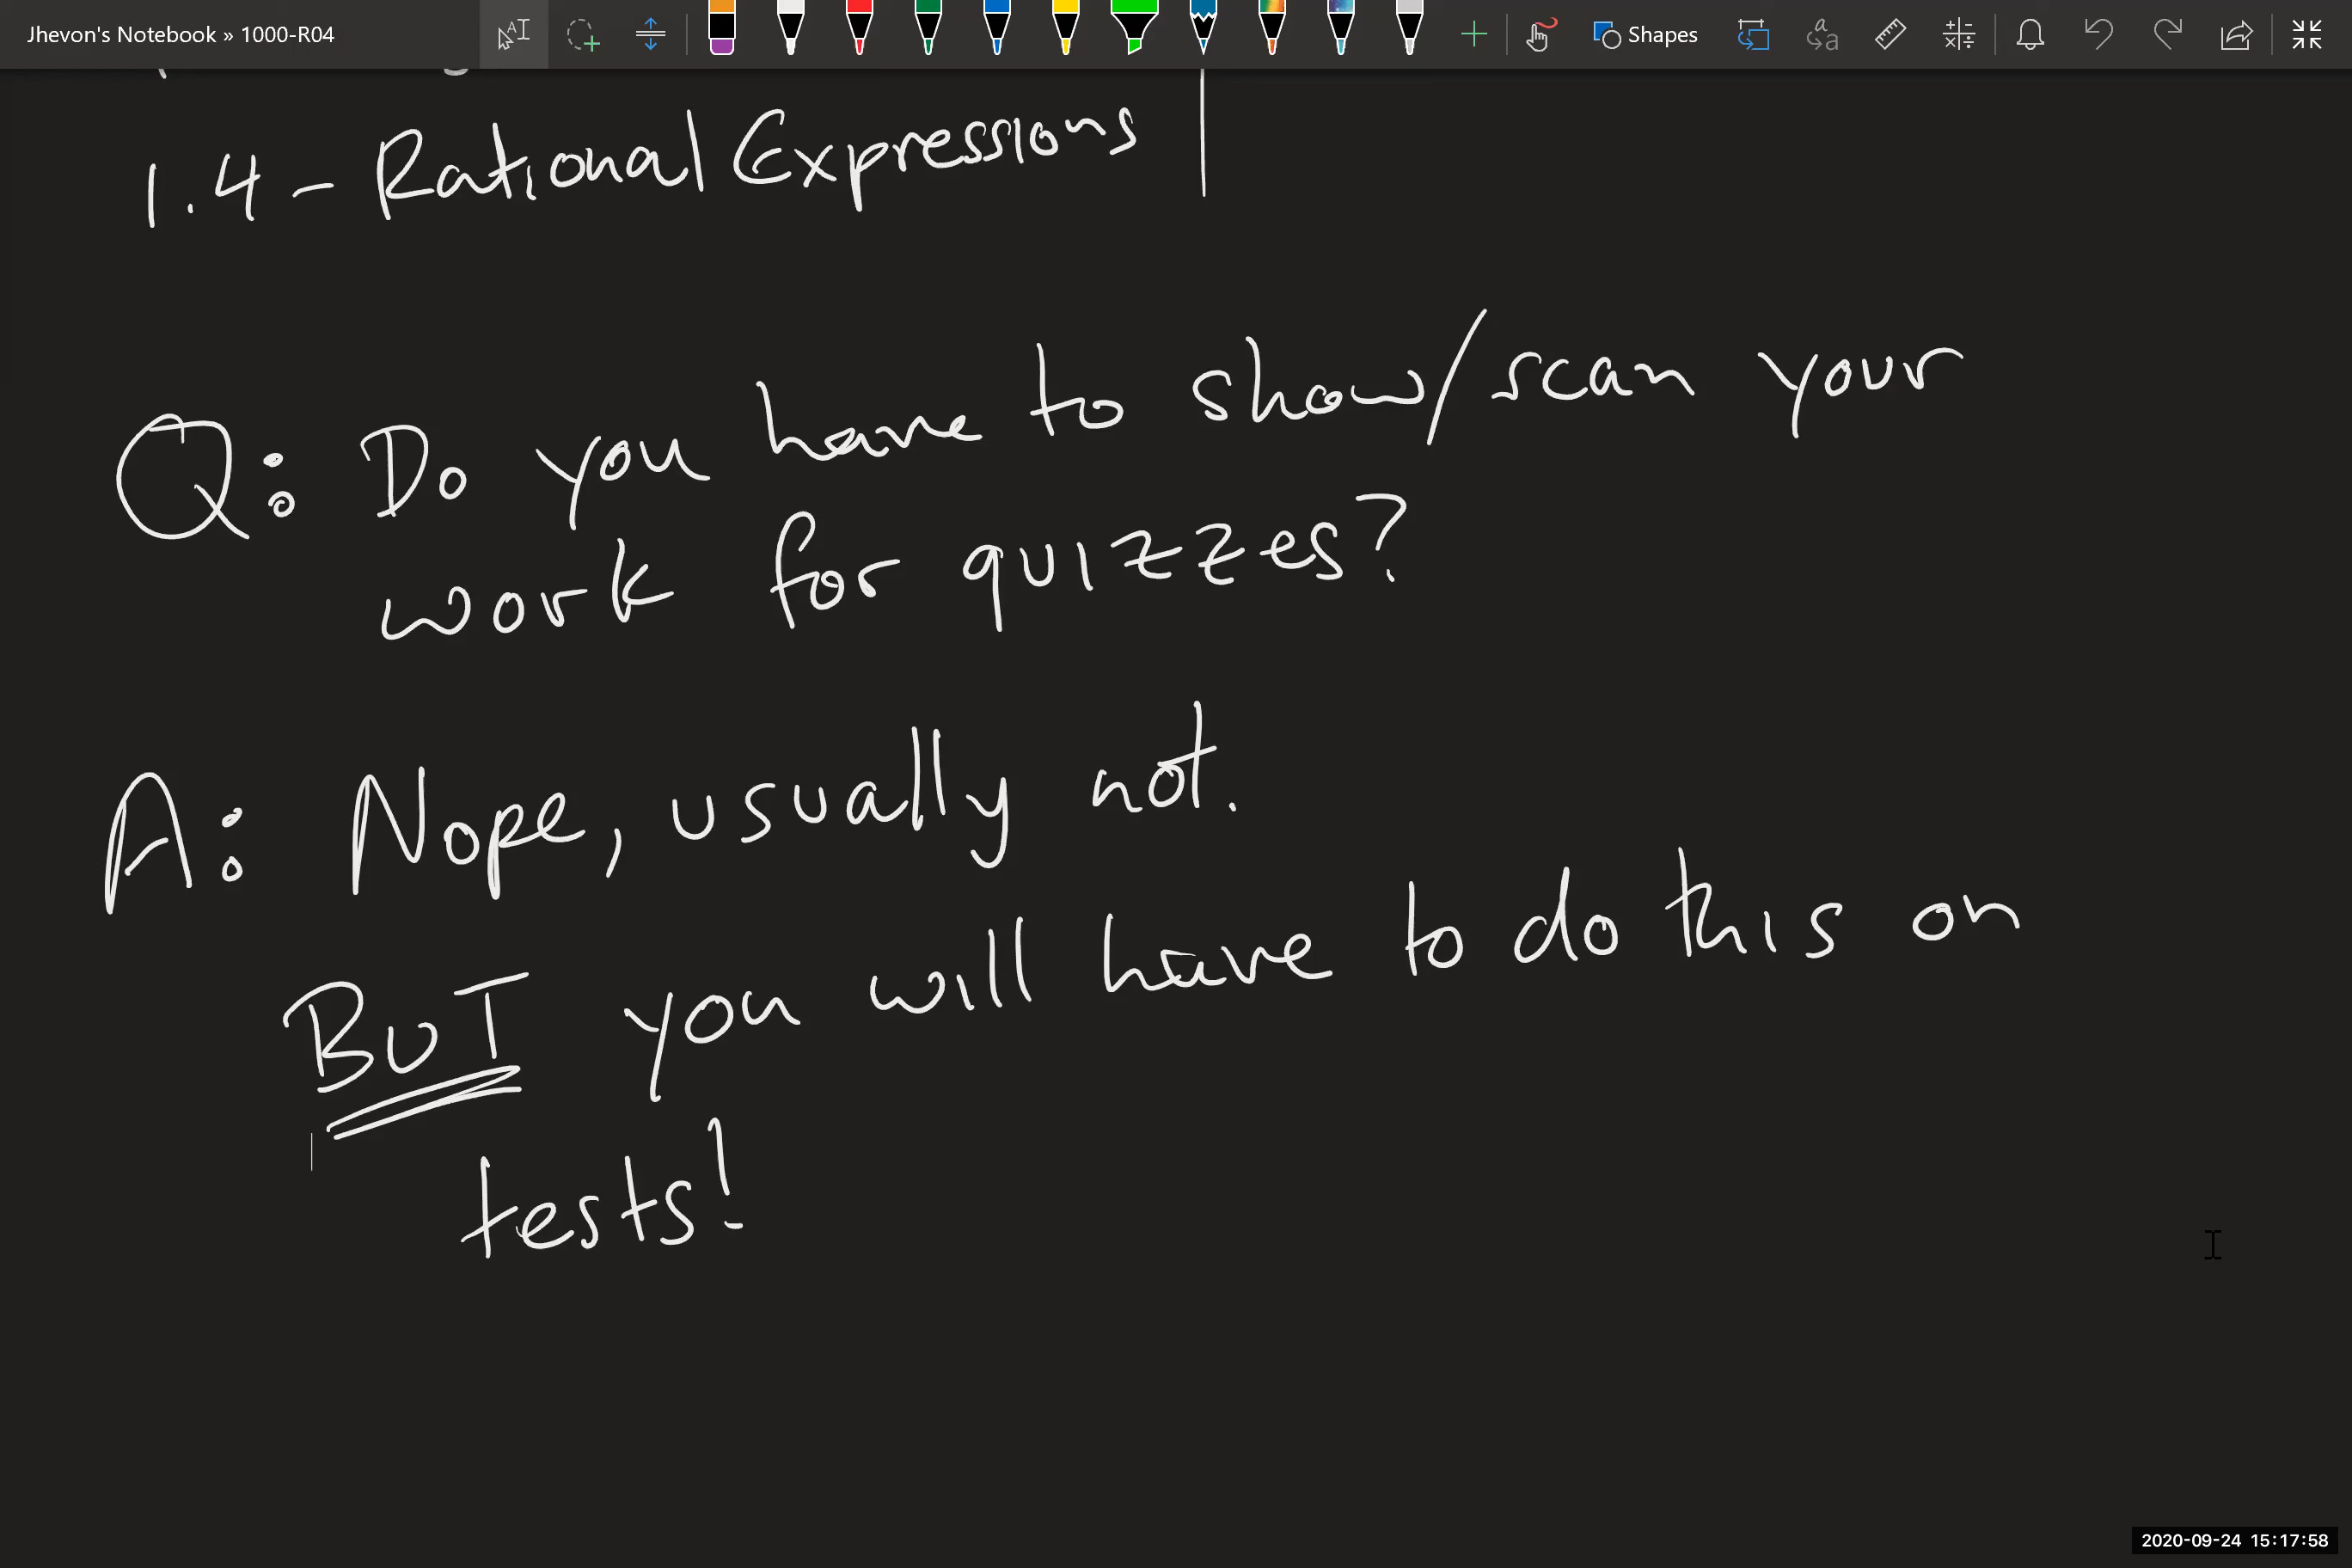 Jhevon's Notebook » 1000-R04
Shapes
1.4 - Rational Expressions
Q: Do you have to show/scan your
work for quizzes?
A: Nope, usually not.
BUT you will have to do this on
tests!
2020-09-24 15:17:58